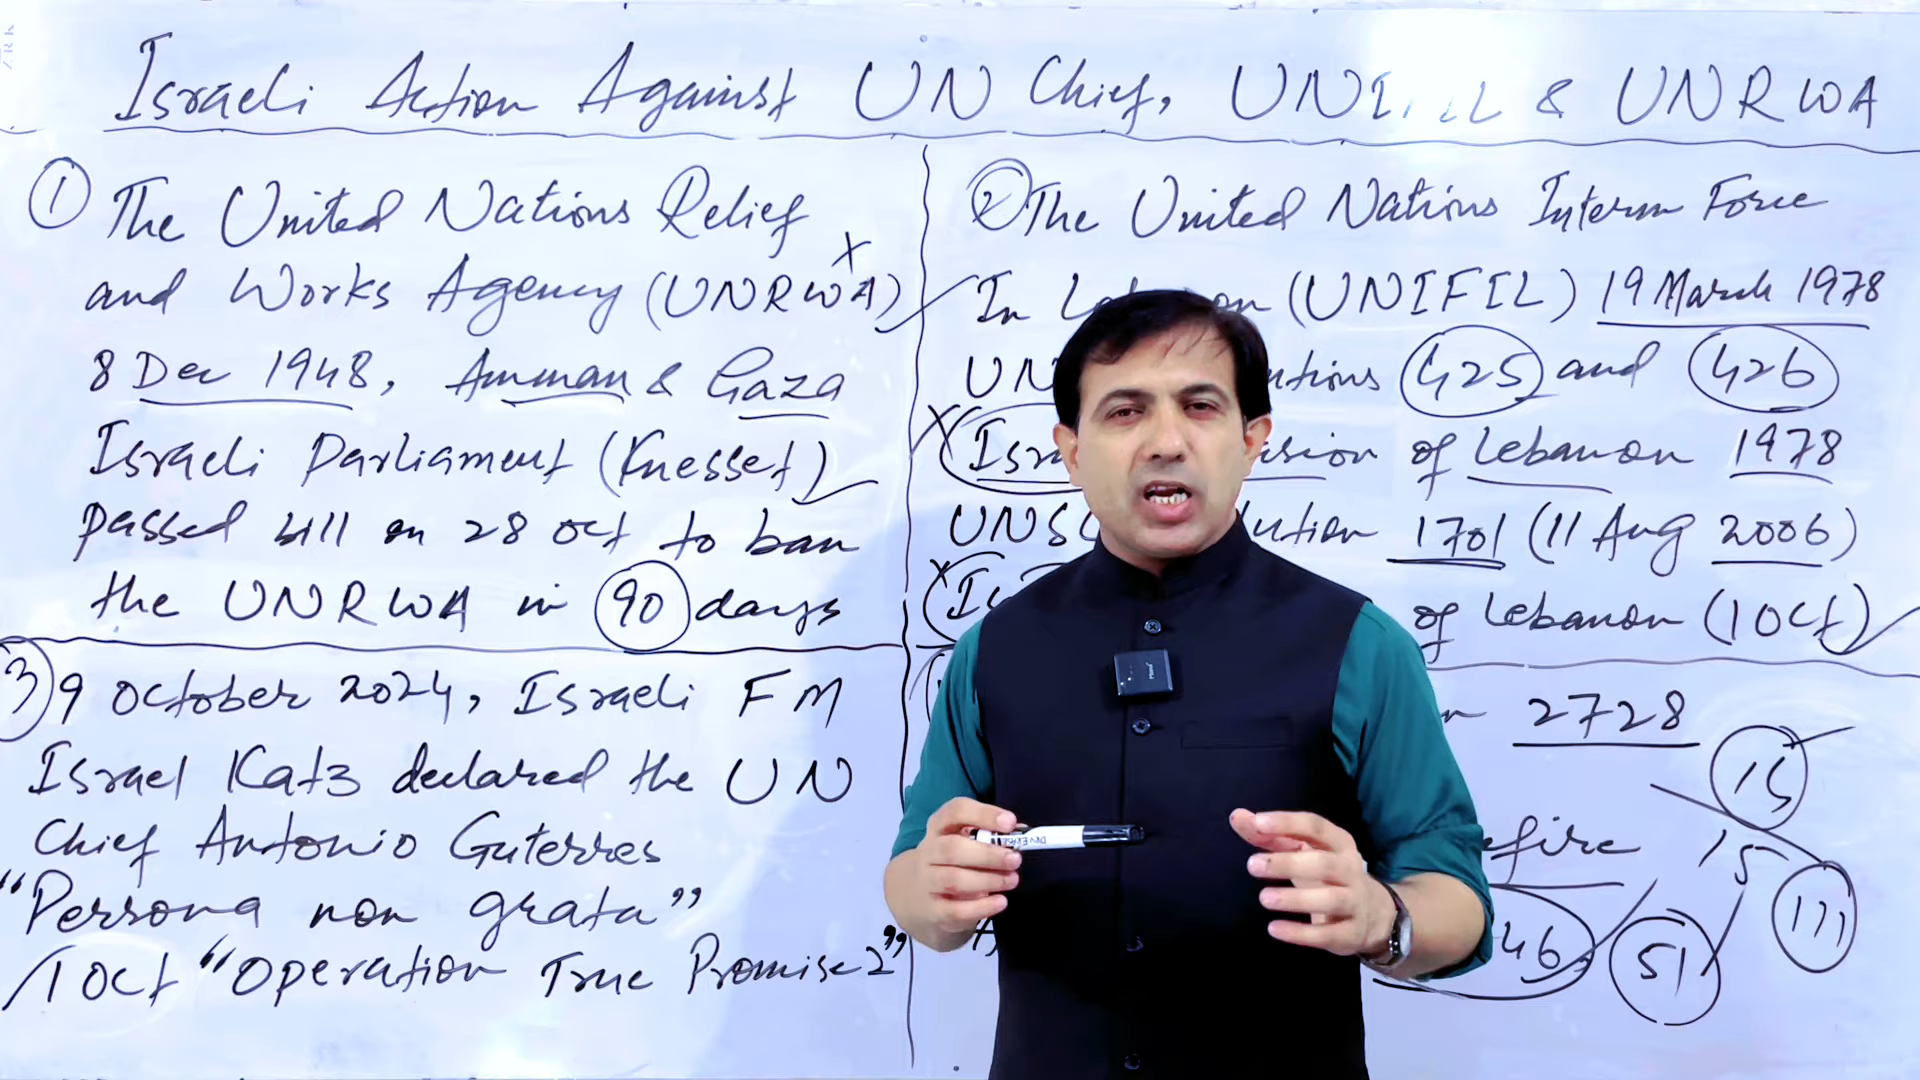 Israeli Action Against UN Chief, UNIFIL & UNRWA
① The United Nations Relief
and Works Agency (UNRWA)
8 Dec 1948, Amman & Gaza
Israeli Parliament (Knesset)
Passed bill on 28 Oct to ban
the UNRWA in 90 days
② The United Nations Interim Force
In (UNIFIL) 19 March 1978
425 and 426
of Lebanon 1978
1701 (11 Aug 2006)
of Lebanon (1 Oct)
③ 9 October 2024, Israeli FM
Israel Katz declared the UN
Chief Antonio Guterres
"Persona non grata"
1 Oct "Operation True Promise 2"
2728
15
15
111
46
51